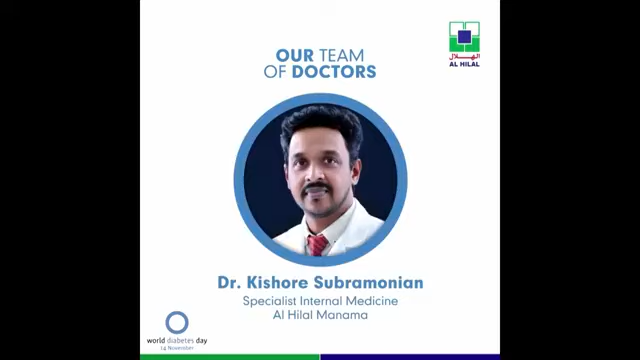 OUR TEAM
OF DOCTORS
الهلال
AL HILAL
Dr. Kishore Subramonian
Specialist Internal Medicine
Al Hilal Manama
world diabetes day
14 November